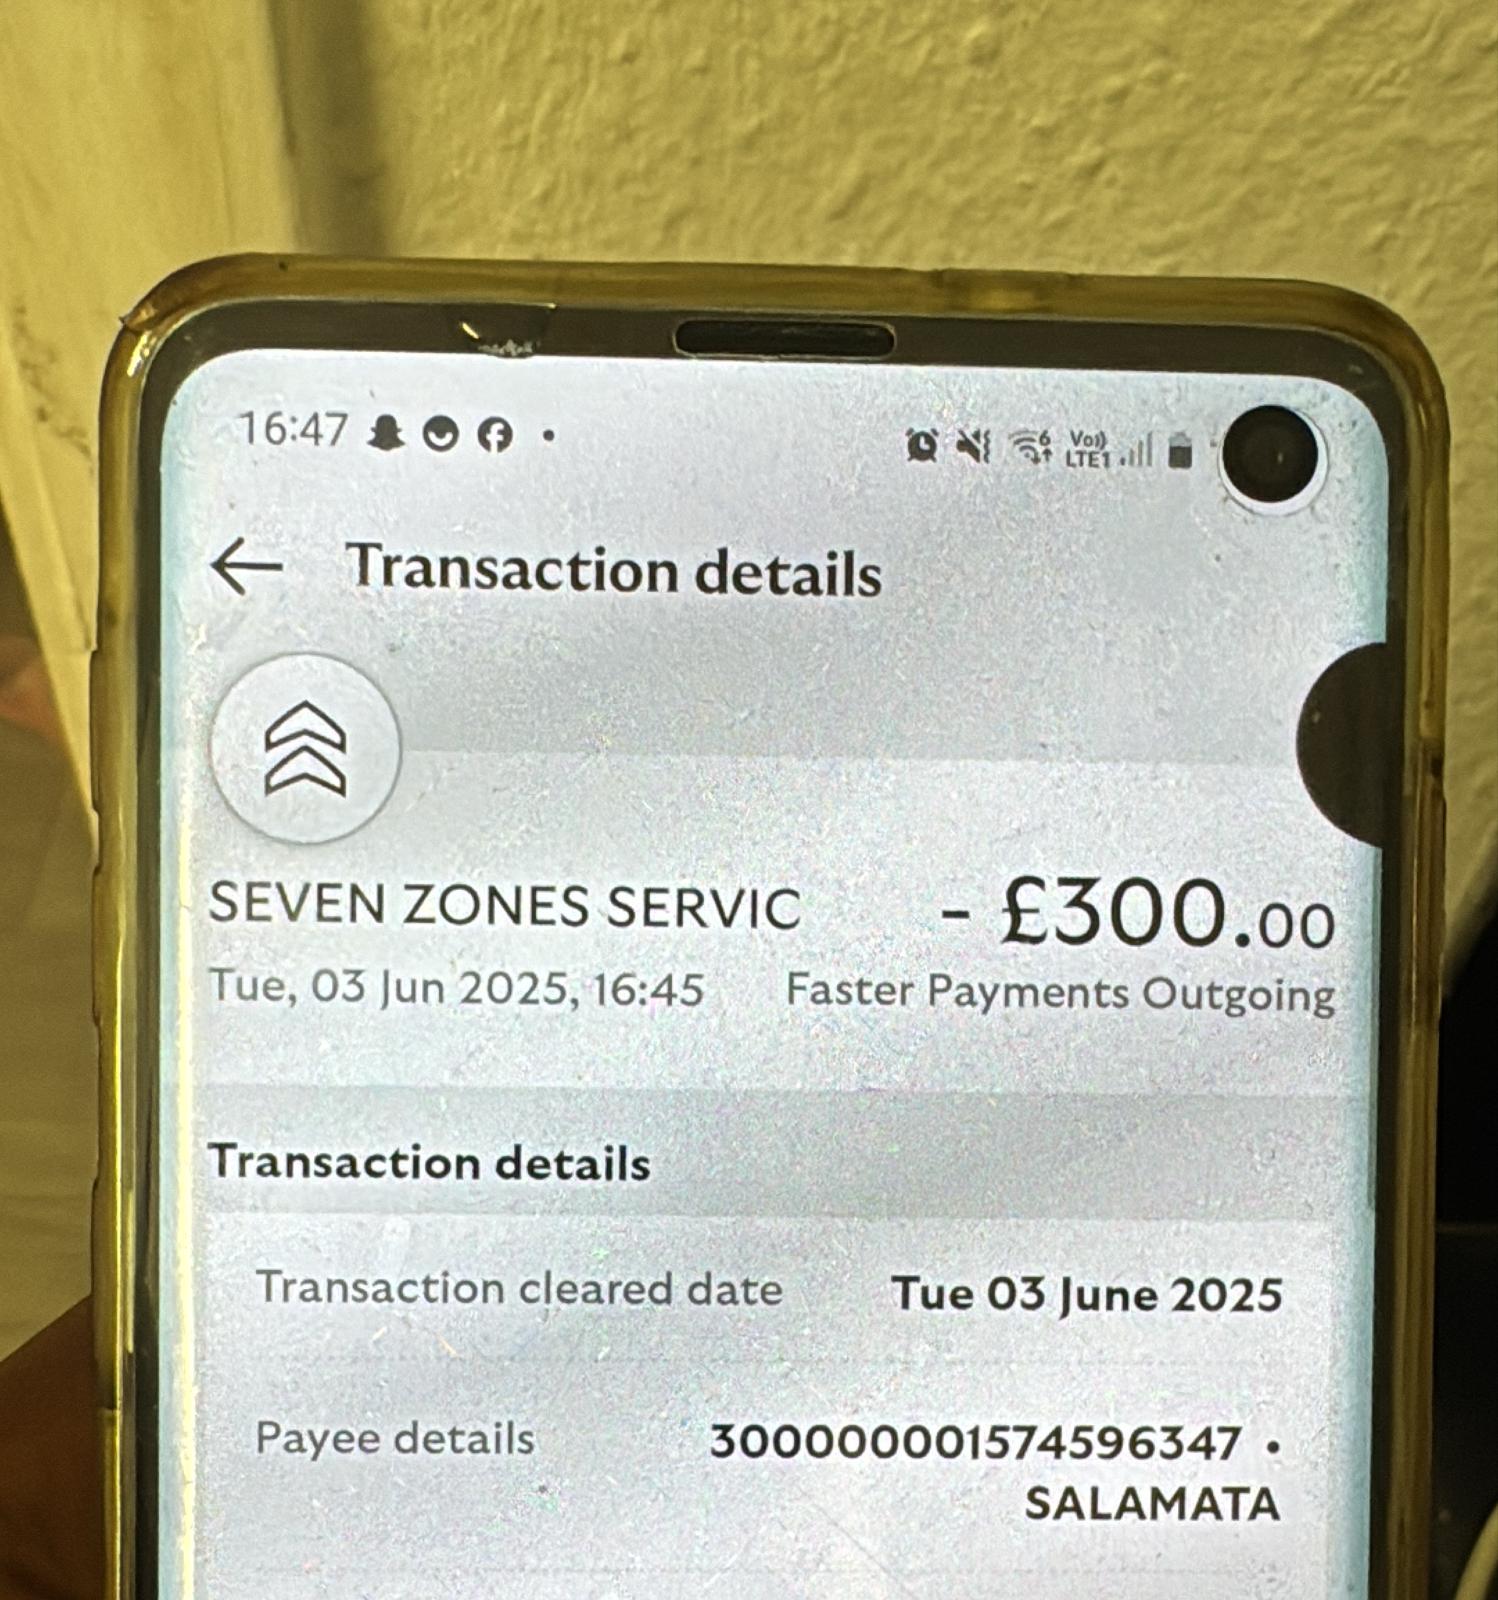 16:47
6 Vo)) LTE1
Transaction details
SEVEN ZONES SERVIC - £300.00
Tue, 03 Jun 2025, 16:45 Faster Payments Outgoing
Transaction details
Transaction cleared date Tue 03 June 2025
Payee details 300000001574596347 •
SALAMATA